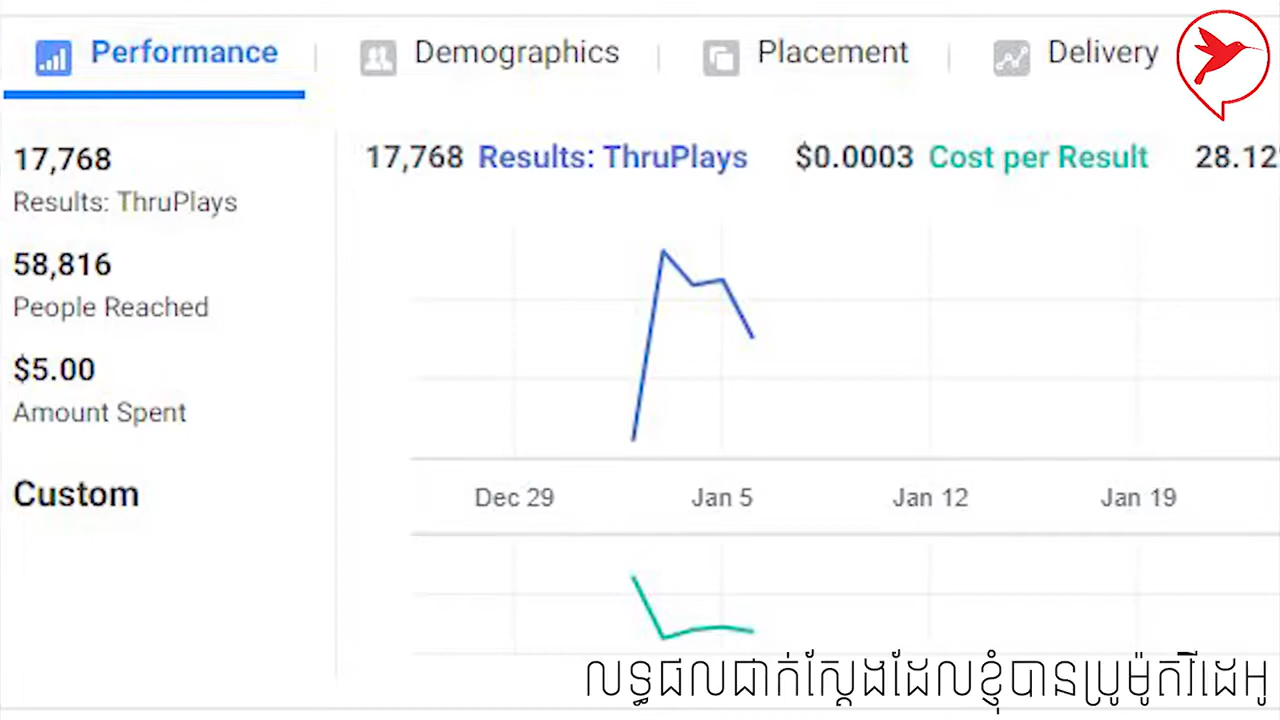 Performance
Demographics
Placement
Delivery
17,768
Results: ThruPlays
58,816
People Reached
$5.00
Amount Spent
Custom
17,768 Results: ThruPlays
$0.0003 Cost per Result
28.12
Dec 29
Jan 5
Jan 12
Jan 19
លទ្ធផលជាក់ស្តែងដែលខ្ញុំបានប្រូម៉ូតវីដេអូ